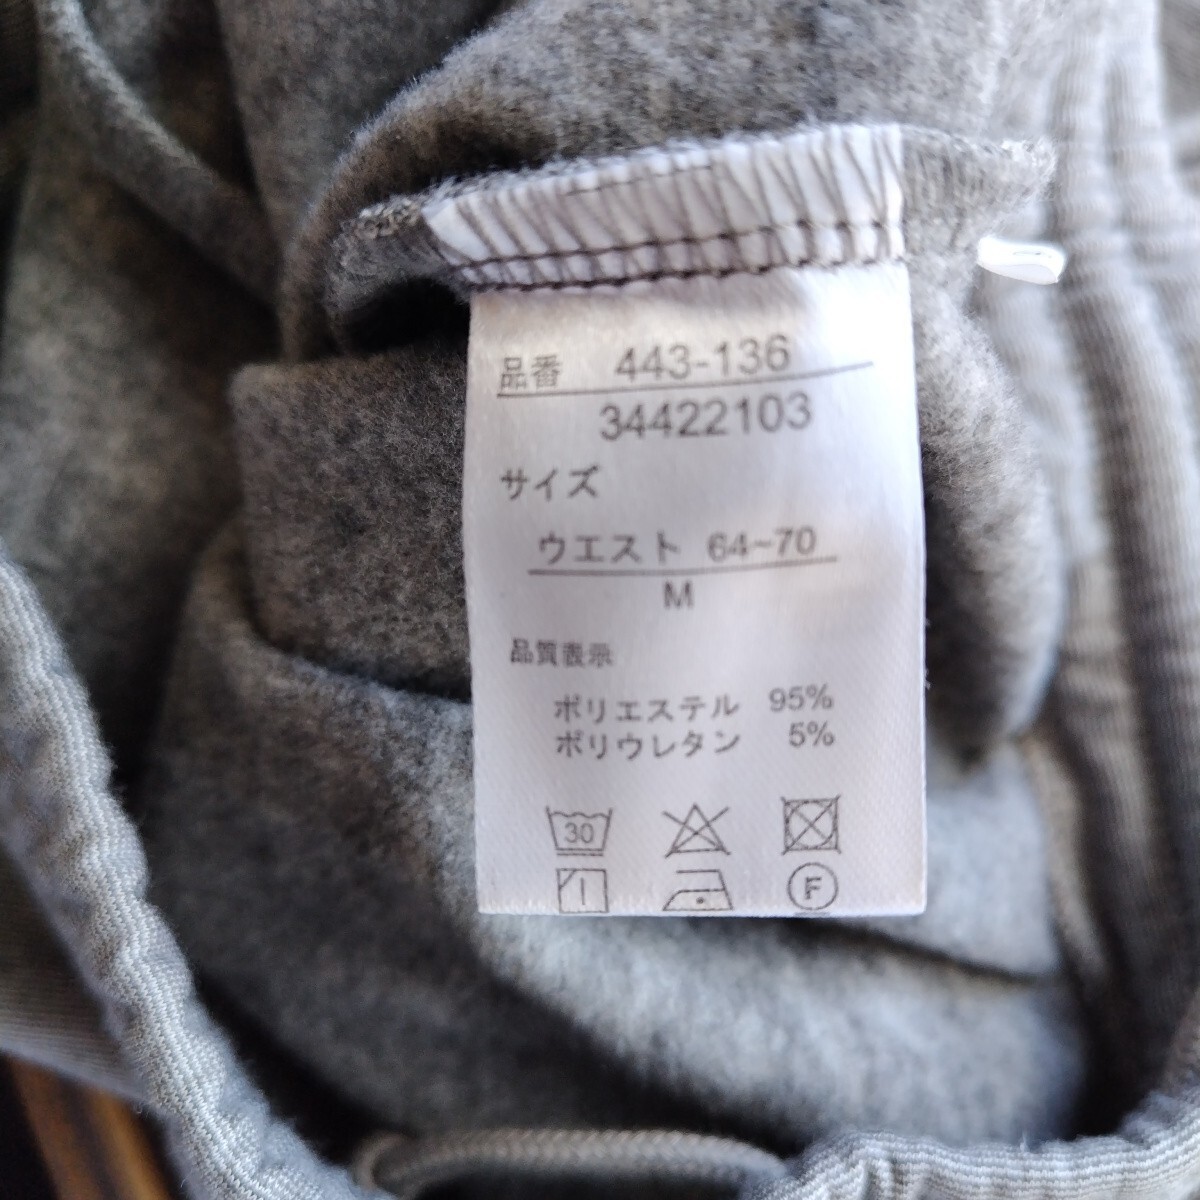 品番 443-136
34422103
サイズ
ウエスト 64~70
M
品質表示
ポリエステル 95%
ポリウレタン 5%
30
F